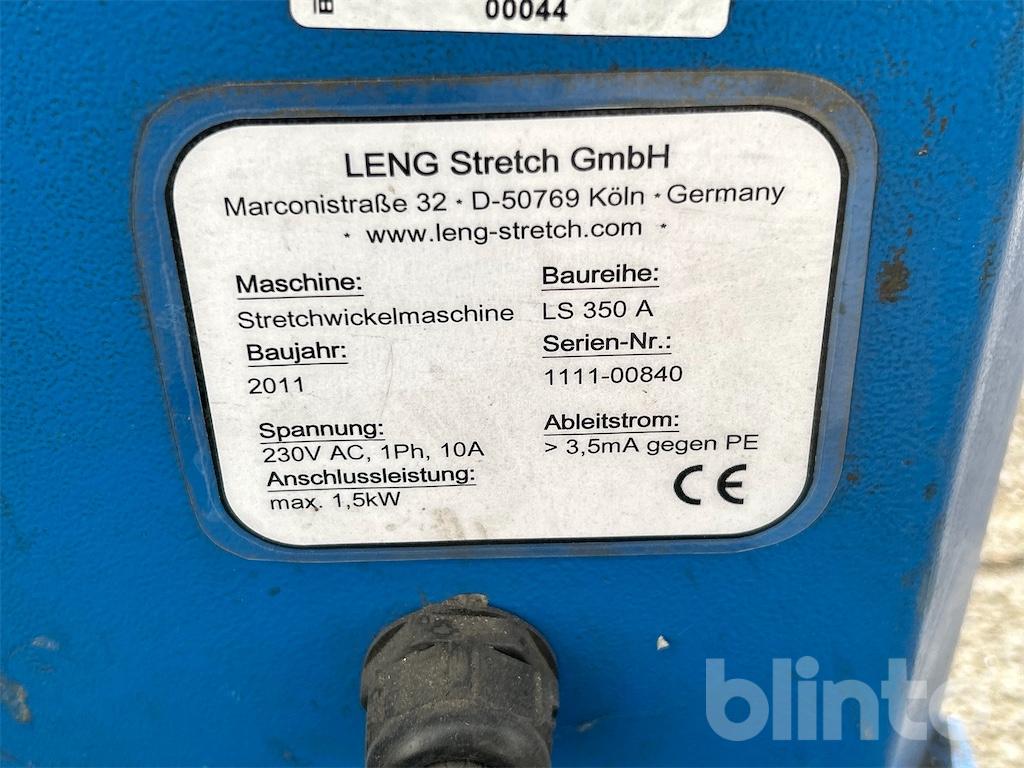 00044
LENG Stretch GmbH
Marconistraße 32 · D-50769 Köln · Germany
· www.leng-stretch.com ·
Maschine:
Stretchwickelmaschine
Baureihe:
LS 350 A
Baujahr:
2011
Serien-Nr.:
1111-00840
Spannung:
230V AC, 1Ph, 10A
Ableitstrom:
> 3,5mA gegen PE
Anschlussleistung:
max. 1,5kW
CE
blinto